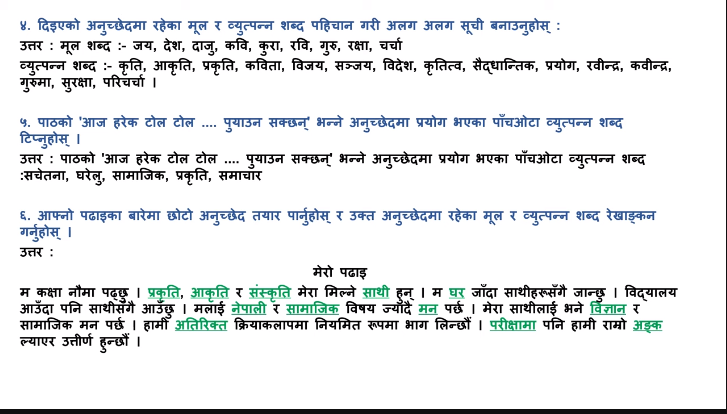 ४. दिइएको अनुच्छेदमा रहेका मूल र व्युत्पन्न शब्द पहिचान गरी अलग अलग सूची बनाउनुहोस् :
उत्तर : मूल शब्द :- जय, देश, दाजु, कवि, कुरा, रवि, गुरु, रक्षा, चर्चा
व्युत्पन्न शब्द :- कृति, आकृति, प्रकृति, कविता, विजय, सञ्जय, विदेश, कृतित्व, सैद्धान्तिक, प्रयोग, रवीन्द्र, कवीन्द्र,
गुरुमा, सुरक्षा, परिचर्चा ।
५. पाठको 'आज हरेक टोल टोल .... पुयाउन सक्छन्' भन्ने अनुच्छेदमा प्रयोग भएका पाँचओटा व्युत्पन्न शब्द
टिप्नुहोस् ।
उत्तर : पाठको 'आज हरेक टोल टोल .... पुयाउन सक्छन्' भन्ने अनुच्छेदमा प्रयोग भएका पाँचओटा व्युत्पन्न शब्द
:सचेतना, घरेलु, सामाजिक, प्रकृति, समाचार
६. आफ्नो पढाइका बारेमा छोटो अनुच्छेद तयार पार्नुहोस् र उक्त अनुच्छेदमा रहेका मूल र व्युत्पन्न शब्द रेखाङ्कन
गर्नुहोस् ।
उत्तर :
मेरो पढाइ
म कक्षा नौमा पढ्छु । प्रकृति, आकृति र संस्कृति मेरा मिल्ने साथी हुन् । म घर जाँदा साथीहरूसँगै जान्छु । विद्यालय
आउँदा पनि साथीसँगै आउँछु । मलाई नेपाली र सामाजिक विषय ज्यादै मन पर्छ । मेरा साथीलाई भने विज्ञान र
सामाजिक मन पर्छ । हामी अतिरिक्त क्रियाकलापमा नियमित रूपमा भाग लिन्छौं । परीक्षामा पनि हामी राम्रो अङ्क
ल्याएर उत्तीर्ण हुन्छौं ।